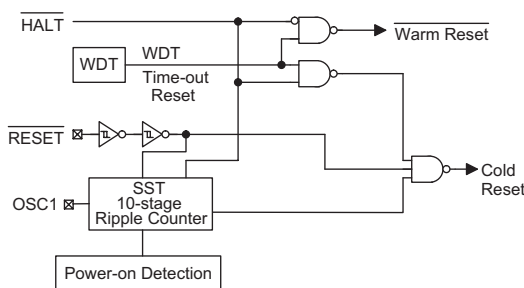 HALT
WDT
WDT
Time-out
Reset
Warm Reset
RESET
OSC1
SST
10-stage
Ripple Counter
Cold
Reset
Power-on Detection